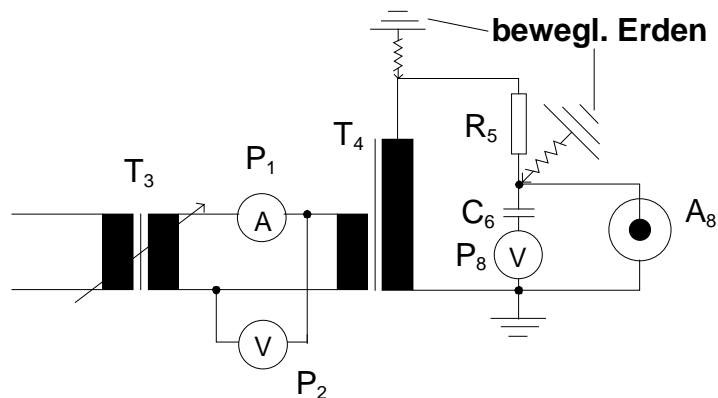 bewegl. Erden
R₅
T₄
P₁
T₃
A
C₆
A₈
P₈
V
V
P₂